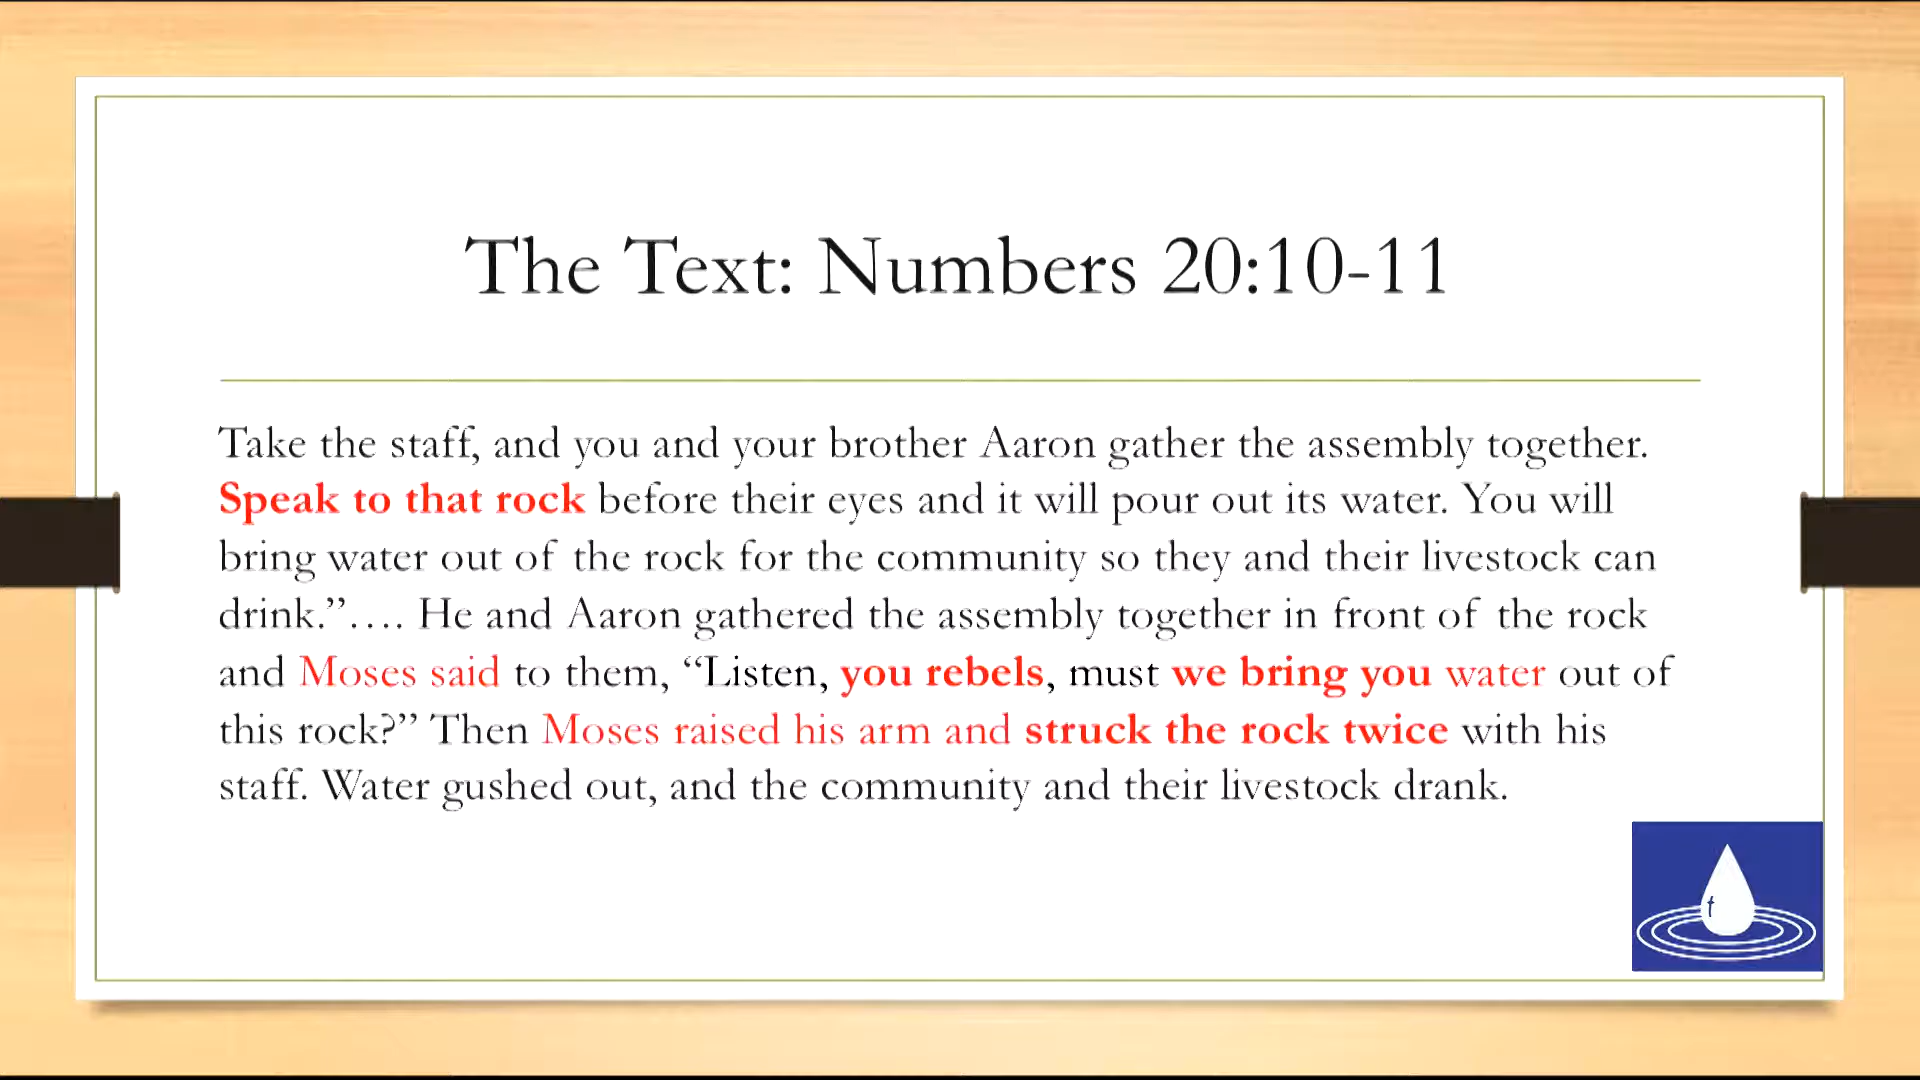 The Text: Numbers 20:10-11
Take the staff, and you and your brother Aaron gather the assembly together.
Speak to that rock before their eyes and it will pour out its water. You will
bring water out of the rock for the community so they and their livestock can
drink.”…. He and Aaron gathered the assembly together in front of the rock
and Moses said to them, “Listen, you rebels, must we bring you water out of
this rock?” Then Moses raised his arm and struck the rock twice with his
staff. Water gushed out, and the community and their livestock drank.